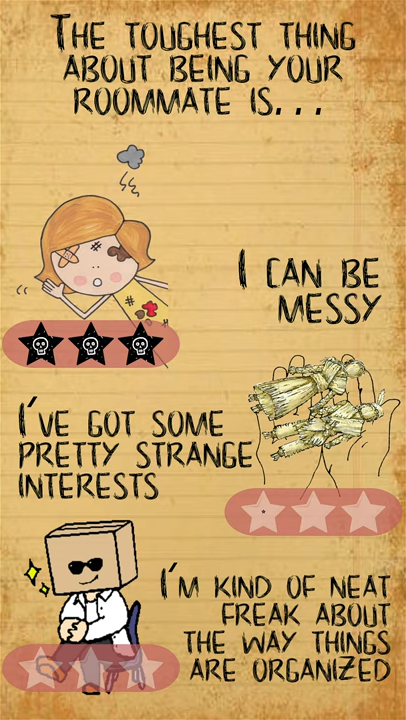 THE TOUGHEST THING
ABOUT BEING YOUR
ROOMMATE IS...
I CAN BE
MESSY
I'VE GOT SOME
PRETTY STRANGE
INTERESTS
I'M KIND OF NEAT
FREAK ABOUT
THE WAY THINGS
ARE ORGANIZED